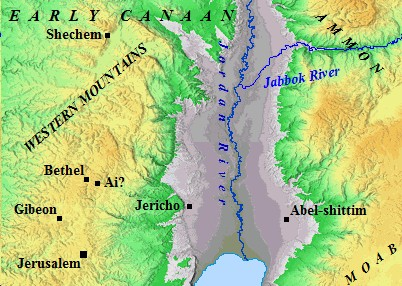 EARLY CANAAN
AMMON
Shechem
Jordan River
Jabbok River
WESTERN MOUNTAINS
Bethel
Ai?
Gibeon
Jericho
Abel-shittim
Jerusalem
MOAB